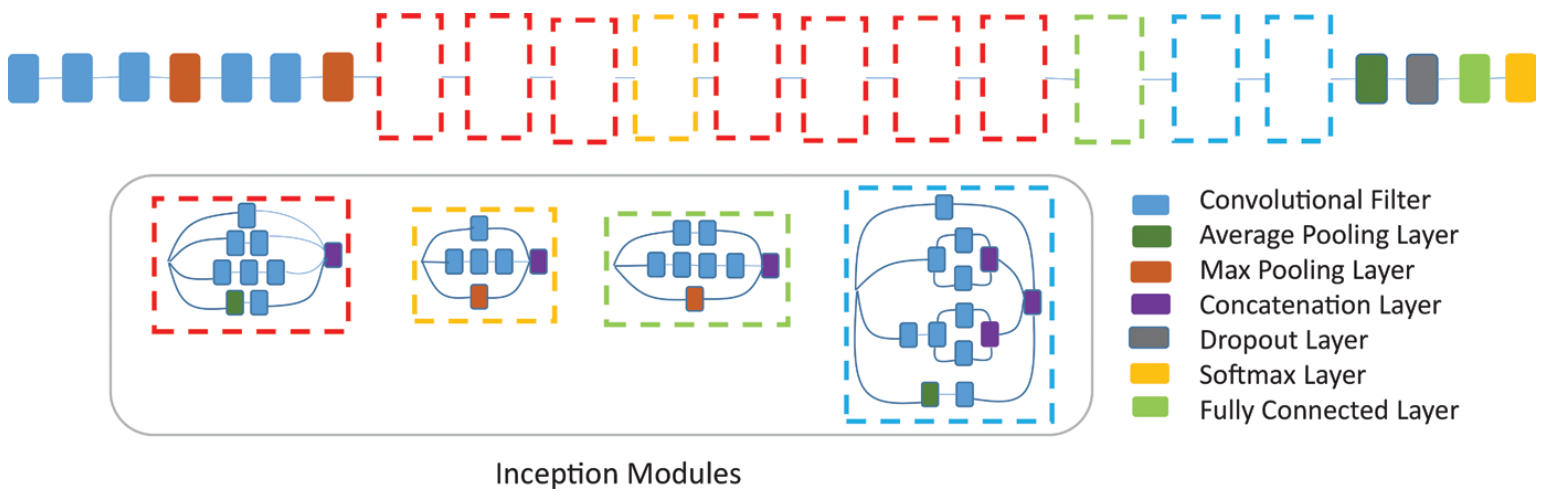 Convolutional Filter
Average Pooling Layer
Max Pooling Layer
Concatenation Layer
Dropout Layer
Softmax Layer
Fully Connected Layer
Inception Modules